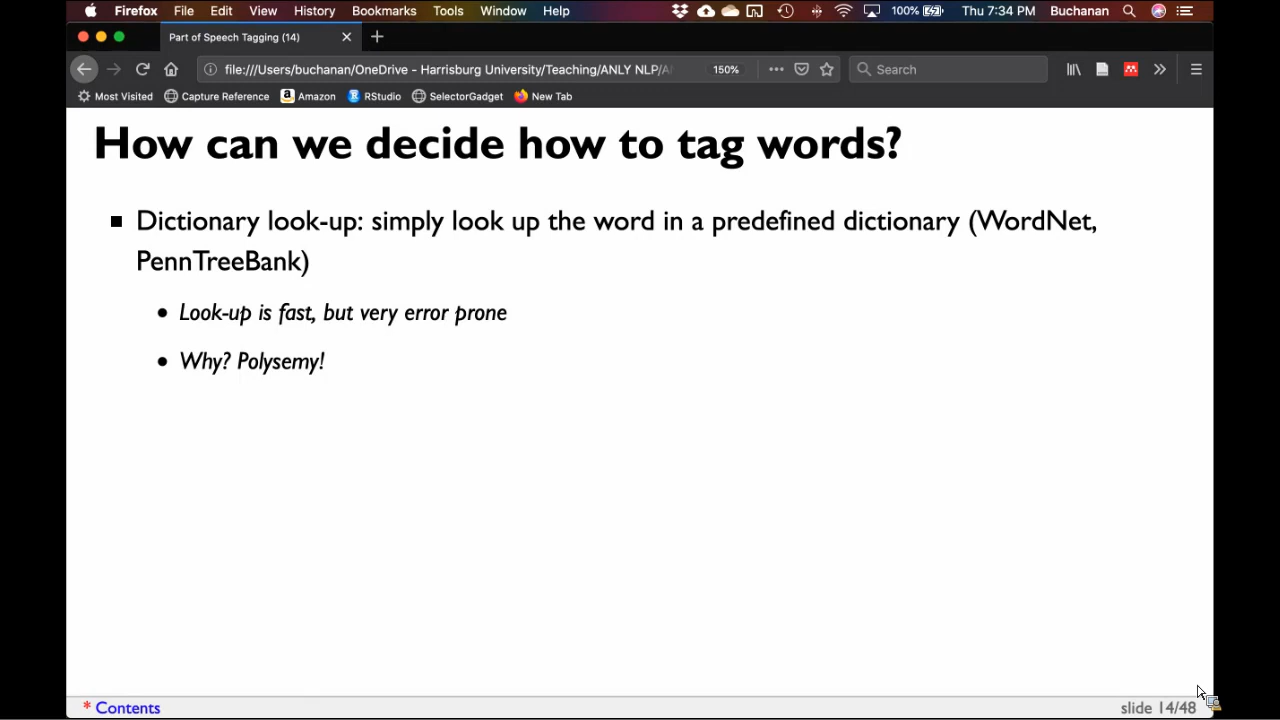 Firefox File Edit View History Bookmarks Tools Window Help 100% Thu 7:34 PM Buchanan
Part of Speech Tagging (14)
file:///Users/buchanan/OneDrive - Harrisburg University/Teaching/ANLY NLP/A 150% Search
Most Visited Capture Reference Amazon RStudio SelectorGadget New Tab
How can we decide how to tag words?
Dictionary look-up: simply look up the word in a predefined dictionary (WordNet,
PennTreeBank)
• Look-up is fast, but very error prone
• Why? Polysemy!
* Contents slide 14/48